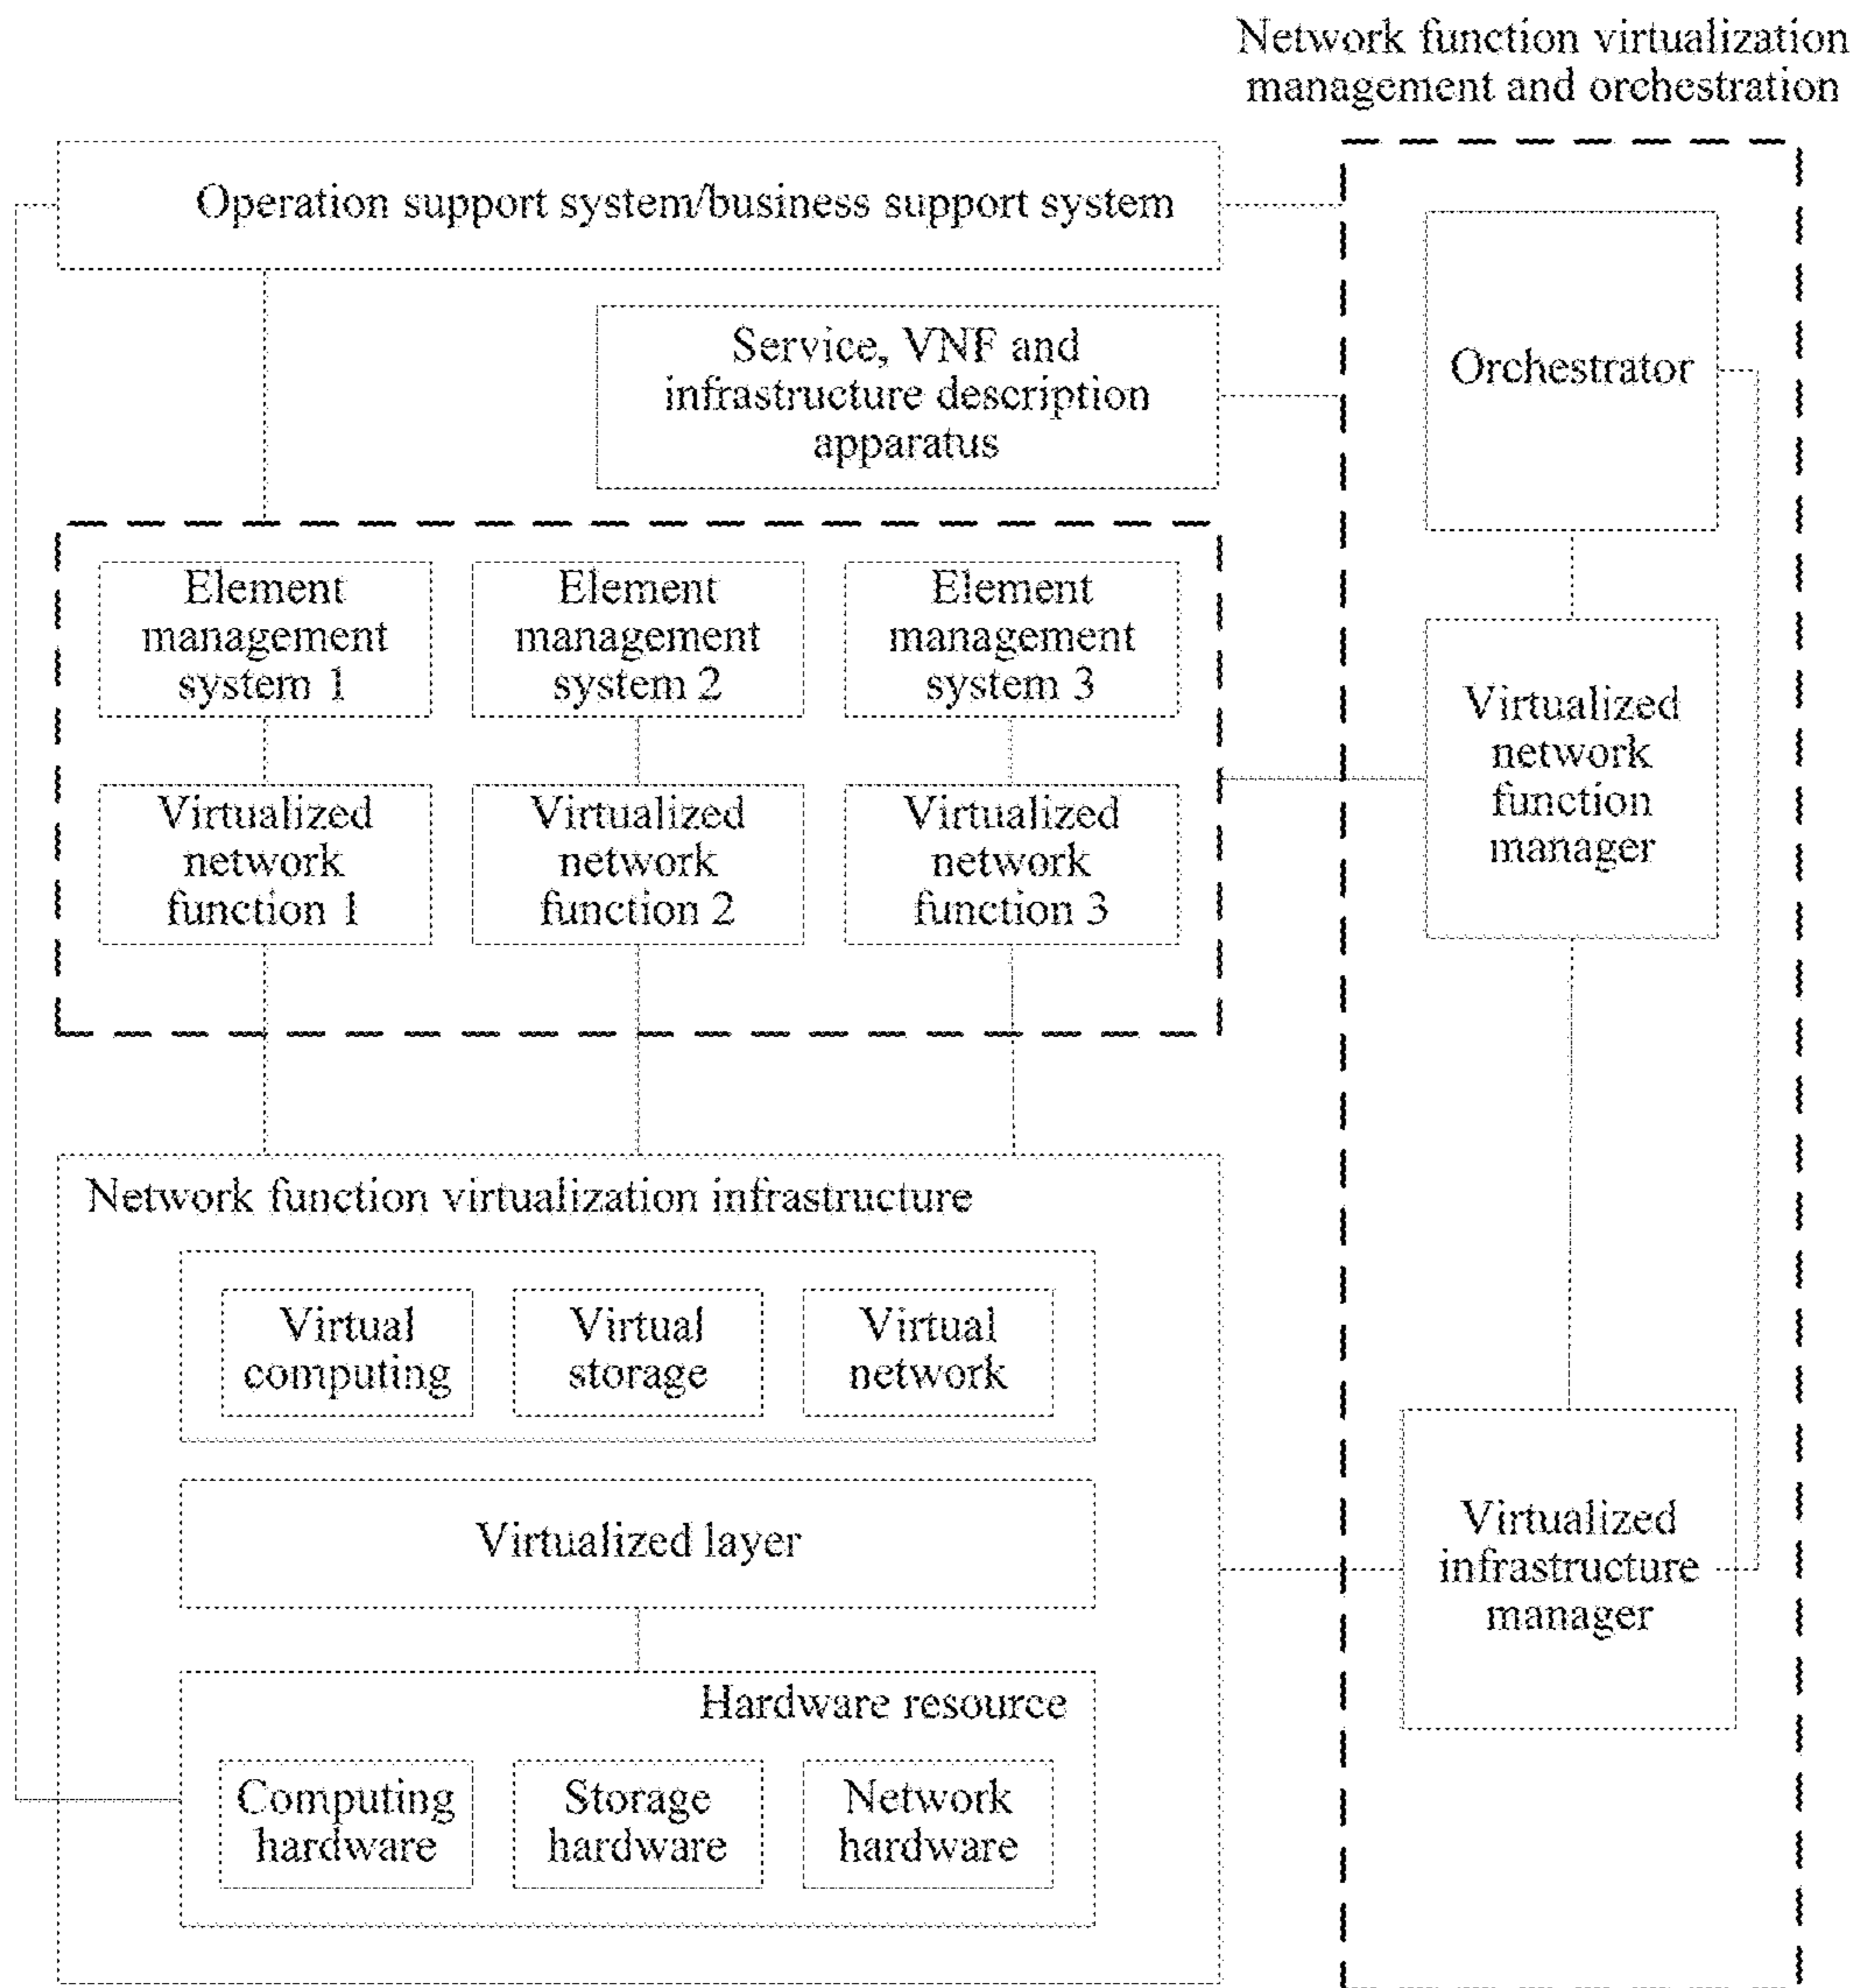 Network function virtualization
management and orchestration
Operation support system/business support system
Service, VNF and
infrastructure description
apparatus
Orchestrator
Element
management
system 1
Element
management
system 2
Element
management
system 3
Virtualized
network
function 1
Virtualized
network
function 2
Virtualized
network
function 3
Virtualized
network
function
manager
Network function virtualization infrastructure
Virtual
computing
Virtual
storage
Virtual
network
Virtualized layer
Virtualized
infrastructure
manager
Hardware resource
Computing
hardware
Storage
hardware
Network
hardware